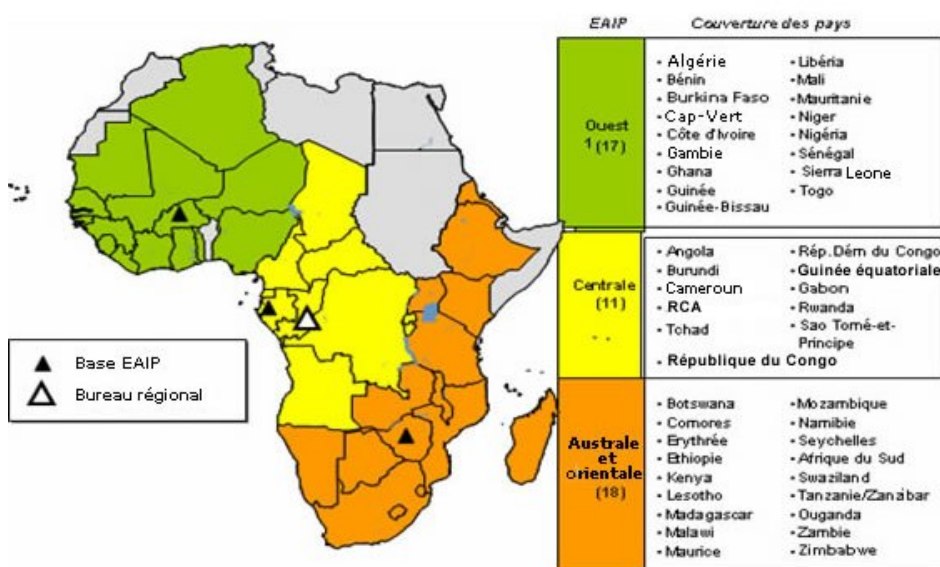 EAIP Couverture des pays
Ouest
1 (17)
• Algérie
• Bénin
• Burkina Faso
• Cap-Vert
• Côte d'Ivoire
• Gambie
• Ghana
• Guinée
• Guinée-Bissau
• Libéria
• Mali
• Mauritanie
• Niger
• Nigéria
• Sénégal
• Sierra Leone
• Togo
Centrale
(11)
• Angola
• Burundi
• Cameroun
• RCA
• Tchad
• République du Congo
• Rép.Dém du Congo
• Guinée équatoriale
• Gabon
• Rwanda
• Sao Tomé-et-
Principe
Australe
et
orientale
(18)
• Botswana
• Comores
• Erythrée
• Ethiopie
• Kenya
• Lesotho
• Madagascar
• Malawi
• Maurice
• Mozambique
• Namibie
• Seychelles
• Afrique du Sud
• Swaziland
• Tanzanie/Zanzibar
• Ouganda
• Zambie
• Zimbabwe
Base EAIP
Bureau régional